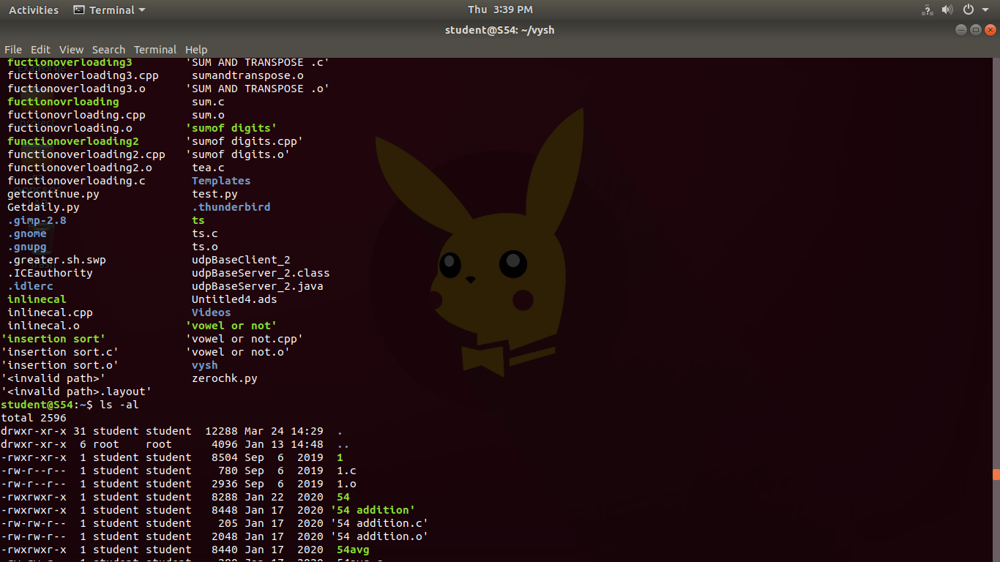 Activities Terminal Thu 3:39 PM
student@S54: ~/vysh
File Edit View Search Terminal Help
fuctionoverloading3 'SUM AND TRANSPOSE .c'
fuctionoverloading3.cpp sumandtranspose.o
fuctionoverloading3.o 'SUM AND TRANSPOSE .o'
fuctionovrloading sum.c
fuctionovrloading.cpp sum.o
fuctionovrloading.o 'sumof digits'
functionoverloading2 'sumof digits.cpp'
functionoverloading2.cpp 'sumof digits.o'
functionoverloading2.o tea.c
functionoverloading.c Templates
getcontinue.py test.py
Getdaily.py .thunderbird
.gimp-2.8 ts
.gnome ts.c
.gnupg ts.o
.greater.sh.swp udpBaseClient_2
.ICEauthority udpBaseServer_2.class
.idlerc udpBaseServer_2.java
inlinecal Untitled4.ads
inlinecal.cpp Videos
inlinecal.o 'vowel or not'
'insertion sort' 'vowel or not.cpp'
'insertion sort.c' 'vowel or not.o'
'insertion sort.o' vysh
'<invalid path>' zerochk.py
'<invalid path>.layout'
student@S54:~$ ls -al
total 2596
drwxr-xr-x 31 student student 12288 Mar 24 14:29 .
drwxr-xr-x 6 root root 4096 Jan 13 14:48 ..
-rwxr-xr-x 1 student student 8504 Sep 6 2019 1
-rw-r--r-- 1 student student 780 Sep 6 2019 1.c
-rw-r--r-- 1 student student 2936 Sep 6 2019 1.o
-rwxrwxr-x 1 student student 8288 Jan 22 2020 54
-rwxrwxr-x 1 student student 8448 Jan 17 2020 '54 addition'
-rw-rw-r-- 1 student student 205 Jan 17 2020 '54 addition.c'
-rw-rw-r-- 1 student student 2048 Jan 17 2020 '54 addition.o'
-rwxrwxr-x 1 student student 8440 Jan 17 2020 54avg